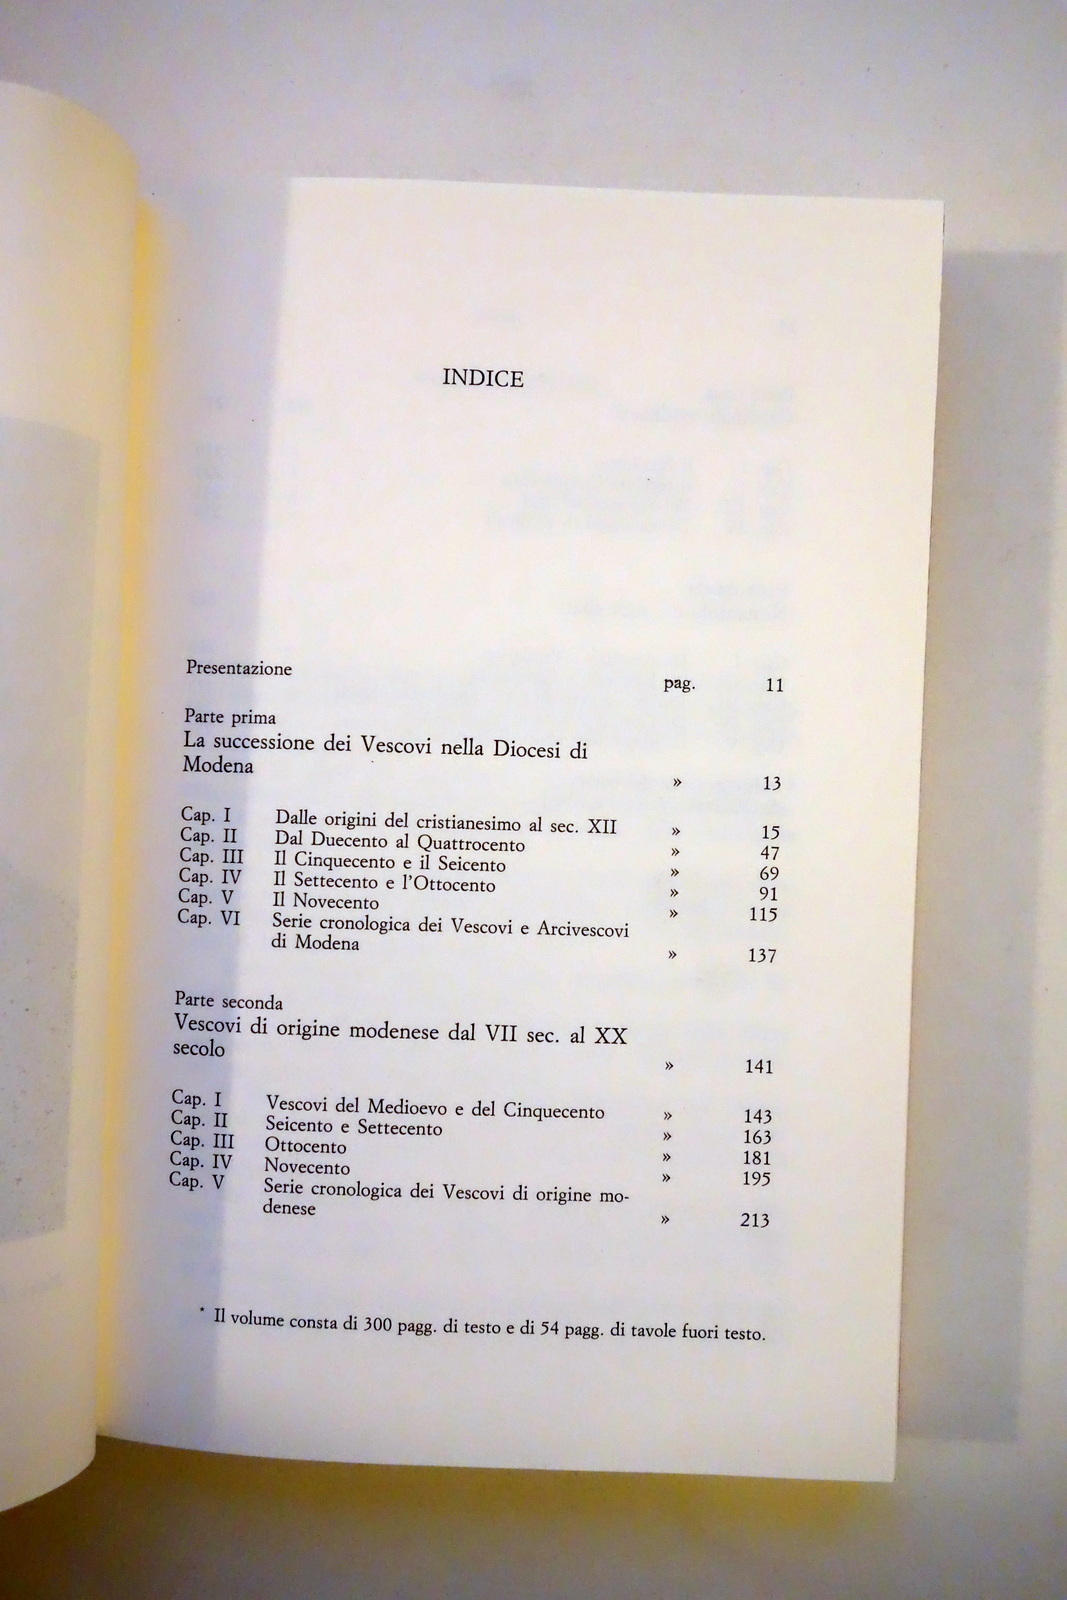 INDICE
Presentazione pag. 11
Parte prima
La successione dei Vescovi nella Diocesi di
Modena » 13
Cap. I Dalle origini del cristianesimo al sec. XII » 15
Cap. II Dal Duecento al Quattrocento » 47
Cap. III Il Cinquecento e il Seicento » 69
Cap. IV Il Settecento e l'Ottocento » 91
Cap. V Il Novecento » 115
Cap. VI Serie cronologica dei Vescovi e Arcivescovi
di Modena » 137
Parte seconda
Vescovi di origine modenese dal VII sec. al XX
secolo » 141
Cap. I Vescovi del Medioevo e del Cinquecento » 143
Cap. II Seicento e Settecento » 163
Cap. III Ottocento » 181
Cap. IV Novecento » 195
Cap. V Serie cronologica dei Vescovi di origine mo-
denese » 213
* Il volume consta di 300 pagg. di testo e di 54 pagg. di tavole fuori testo.